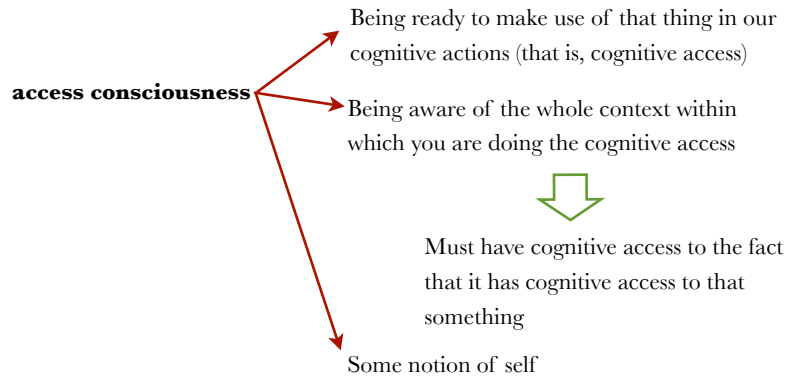 Being ready to make use of that thing in our
cognitive actions (that is, cognitive access)
access consciousness
Being aware of the whole context within
which you are doing the cognitive access
Must have cognitive access to the fact
that it has cognitive access to that
something
Some notion of self